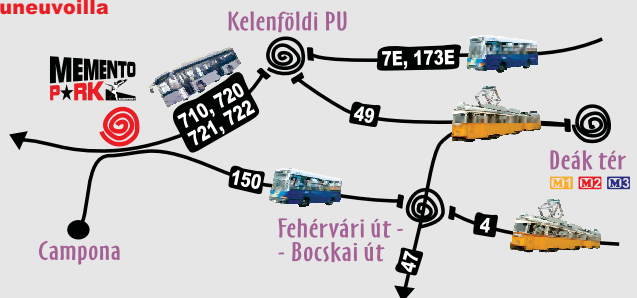 uneuvoilla
Kelenföldi PU
7E, 173E
MEMENTO
PARK
710, 720
721, 722
49
Deák tér
M1 M2 M3
150
Fehérvári út -
- Bocskai út
4
47
Campona